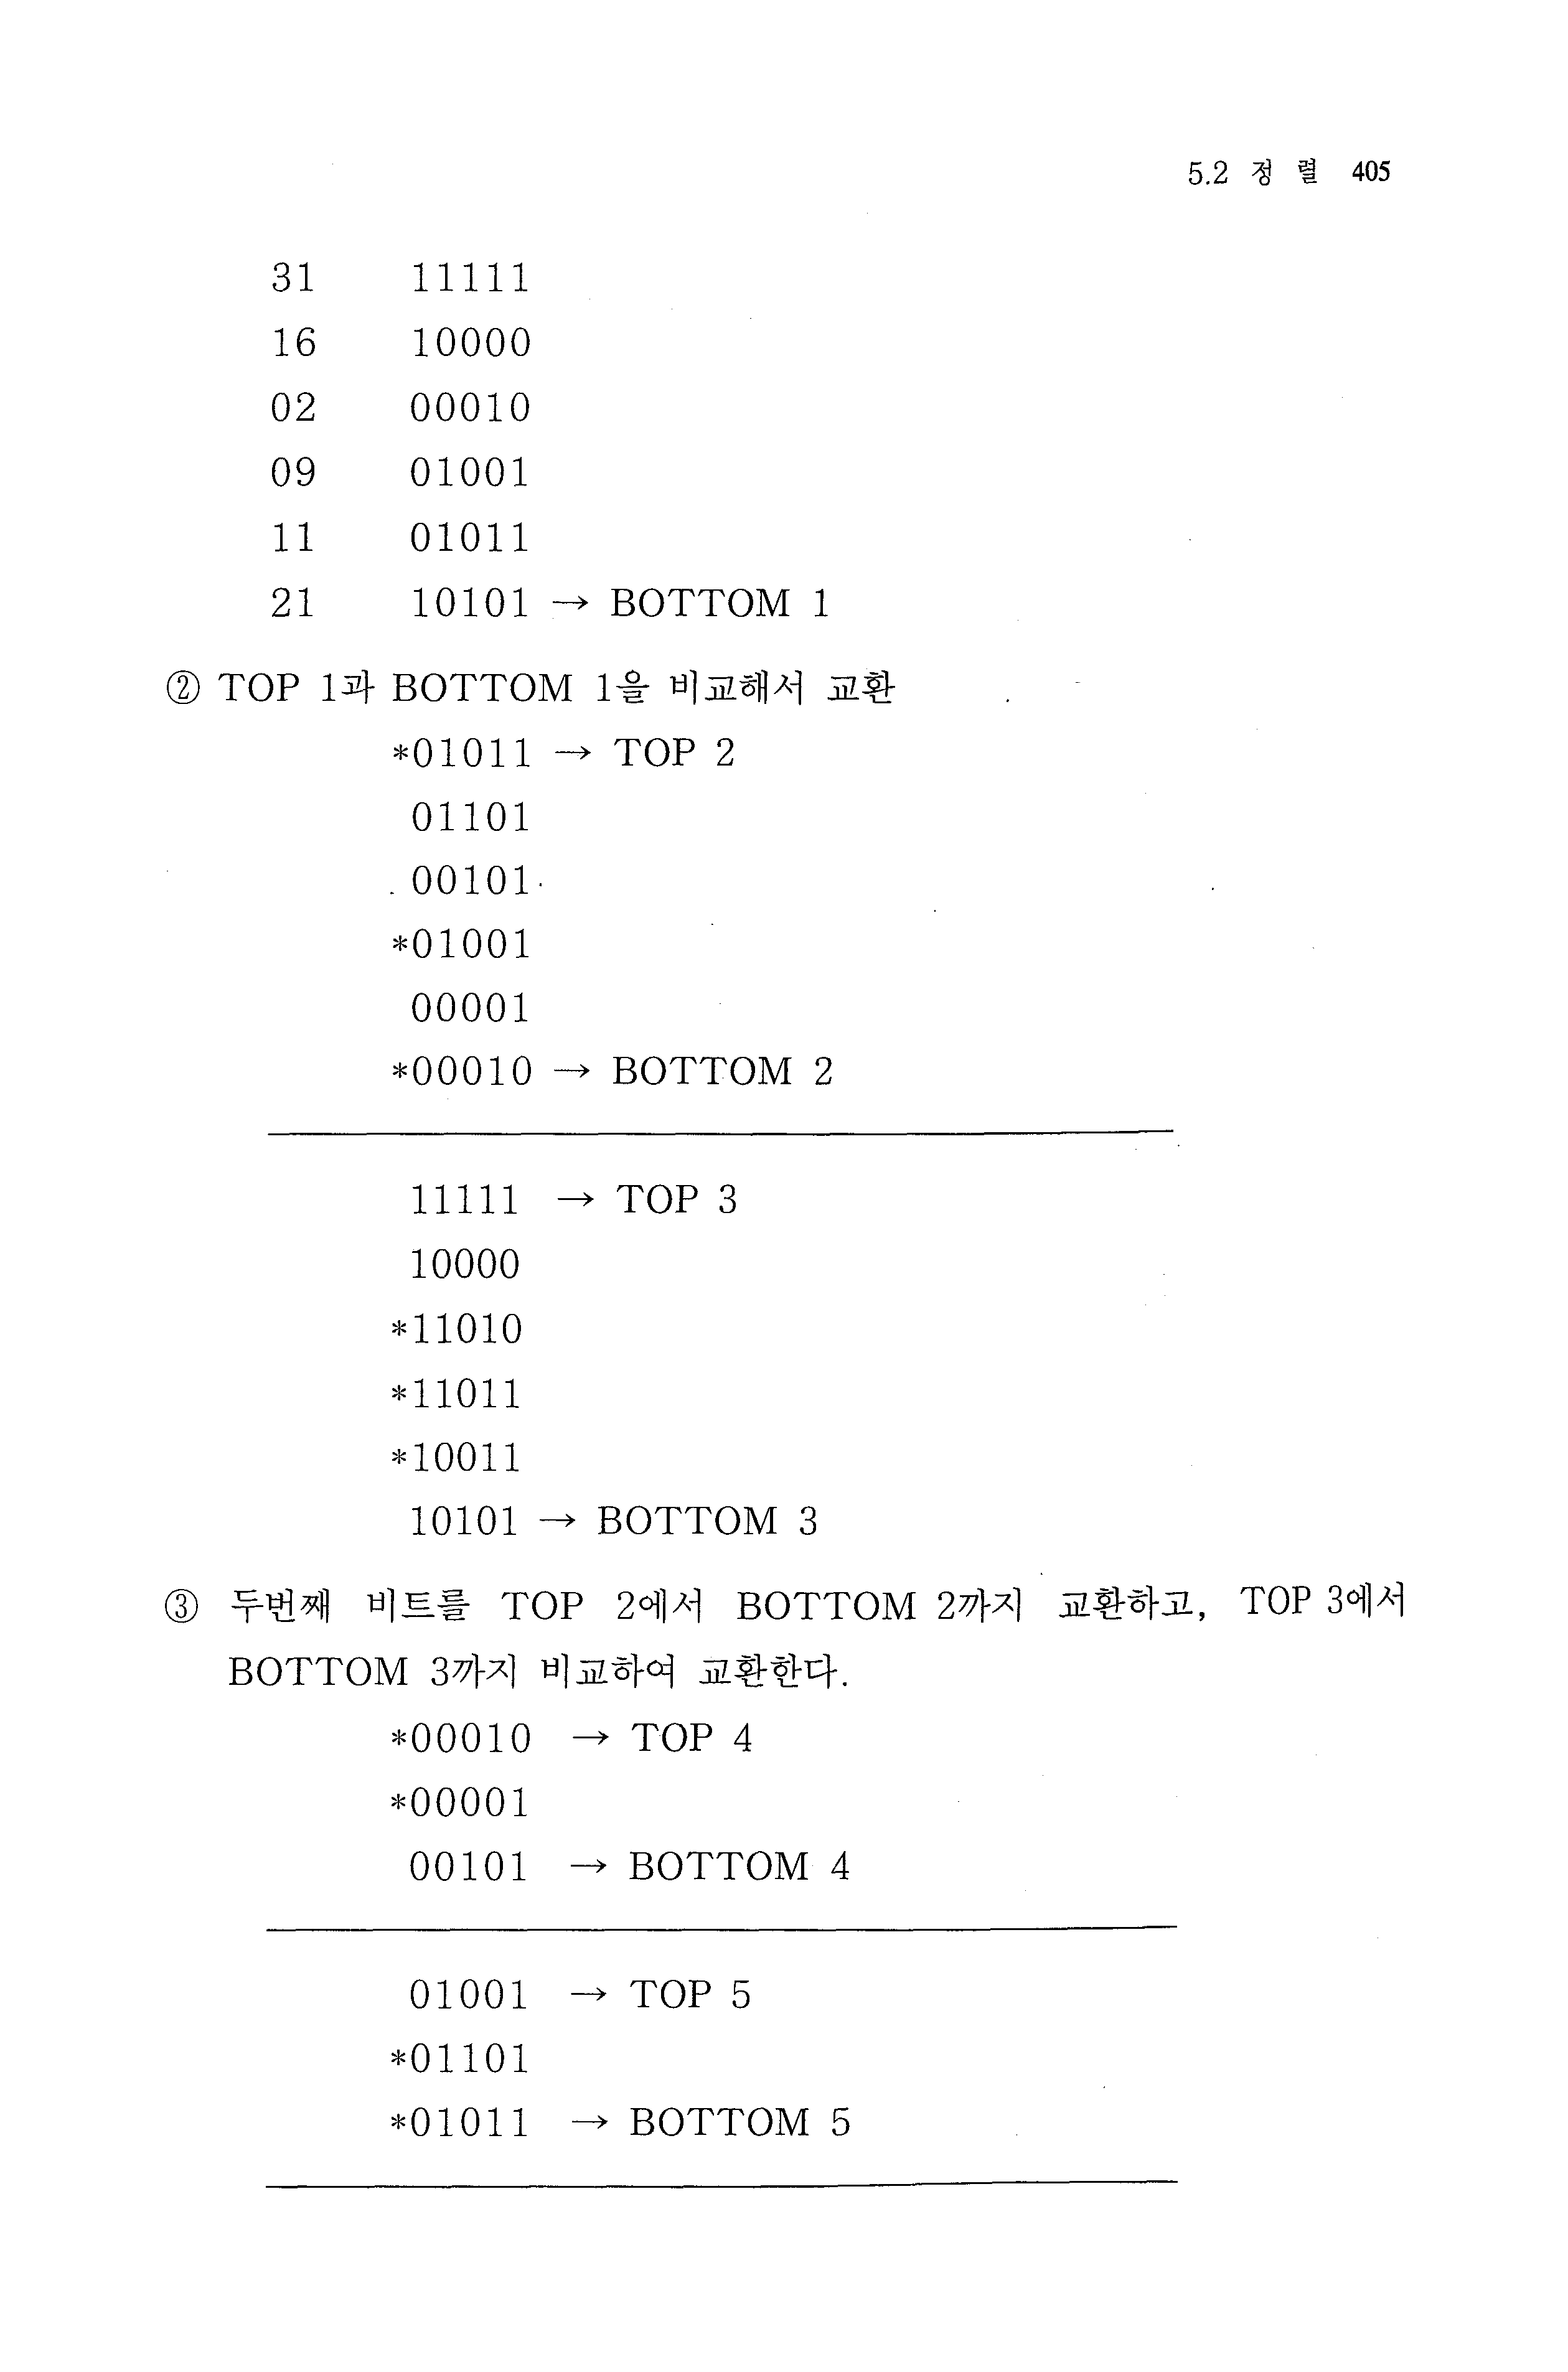 5.2 정 렬 405
31 11111
16 10000
02 00010
09 01001
11 01011
21 10101 → BOTTOM 1
② TOP 1과 BOTTOM 1을 비교해서 교환
*01011 → TOP 2
01101
00101
*01001
00001
*00010 → BOTTOM 2
11111 → TOP 3
10000
*11010
*11011
*10011
10101 → BOTTOM 3
③ 두번째 비트를 TOP 2에서 BOTTOM 2까지 교환하고, TOP 3에서
BOTTOM 3까지 비교하여 교환한다.
*00010 → TOP 4
*00001
00101 → BOTTOM 4
01001 → TOP 5
*01101
*01011 → BOTTOM 5